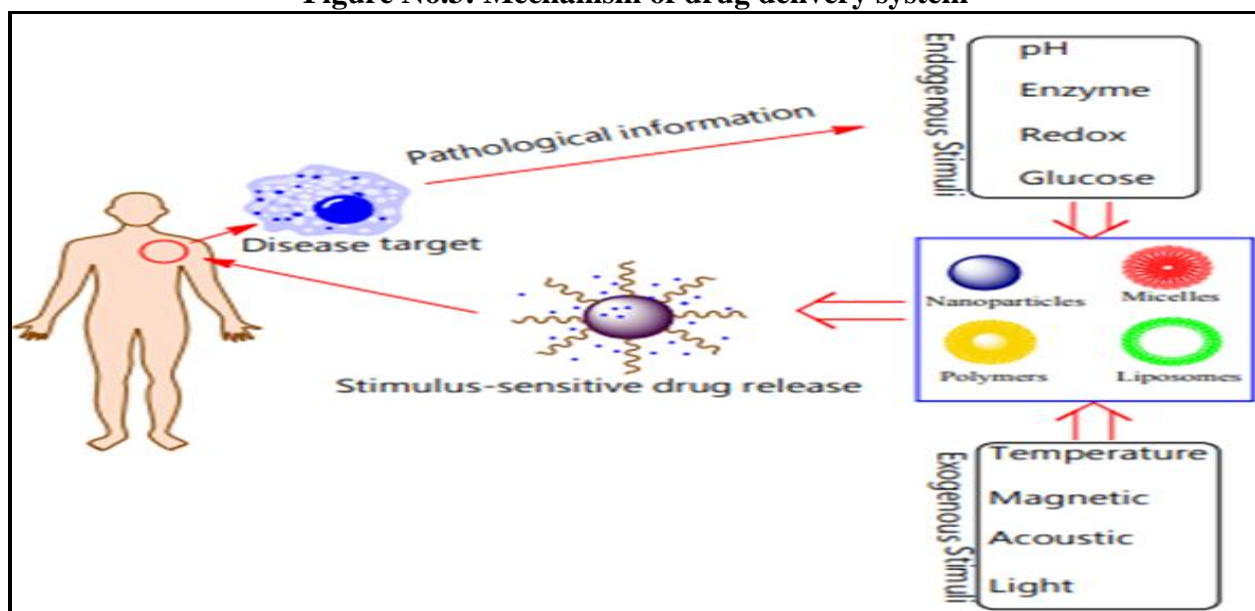 Figure No.3: Mechanism of drug delivery system
Endogenous Stimuli
pH
Enzyme
Redox
Glucose
Pathological information
Disease target
Nanoparticles
Micelles
Polymers
Liposomes
Stimulus-sensitive drug release
Exogenous Stimuli
Temperature
Magnetic
Acoustic
Light